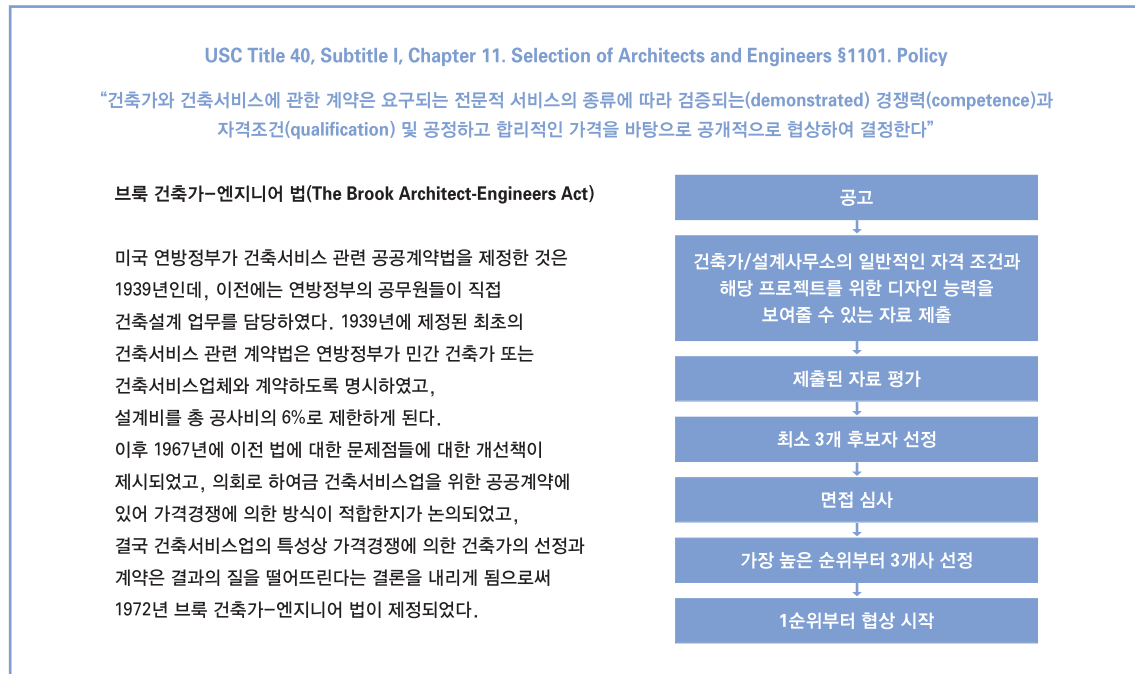 USC Title 40, Subtitle I, Chapter 11. Selection of Architects and Engineers §1101. Policy
“건축가와 건축서비스에 관한 계약은 요구되는 전문적 서비스의 종류에 따라 검증되는(demonstrated) 경쟁력(competence)과
자격조건(qualification) 및 공정하고 합리적인 가격을 바탕으로 공개적으로 협상하여 결정한다”
브룩 건축가–엔지니어 법(The Brook Architect-Engineers Act)
미국 연방정부가 건축서비스 관련 공공계약법을 제정한 것은
1939년인데, 이전에는 연방정부의 공무원들이 직접
건축설계 업무를 담당하였다. 1939년에 제정된 최초의
건축서비스 관련 계약법은 연방정부가 민간 건축가 또는
건축서비스업체와 계약하도록 명시하였고,
설계비를 총 공사비의 6%로 제한하게 된다.
이후 1967년에 이전 법에 대한 문제점들에 대한 개선책이
제시되었고, 의회로 하여금 건축서비스업을 위한 공공계약에
있어 가격경쟁에 의한 방식이 적합한지가 논의되었고,
결국 건축서비스업의 특성상 가격경쟁에 의한 건축가의 선정과
계약은 결과의 질을 떨어뜨린다는 결론을 내리게 됨으로써
1972년 브룩 건축가–엔지니어 법이 제정되었다.
공고
건축가/설계사무소의 일반적인 자격 조건과
해당 프로젝트를 위한 디자인 능력을
보여줄 수 있는 자료 제출
제출된 자료 평가
최소 3개 후보자 선정
면접 심사
가장 높은 순위부터 3개사 선정
1순위부터 협상 시작